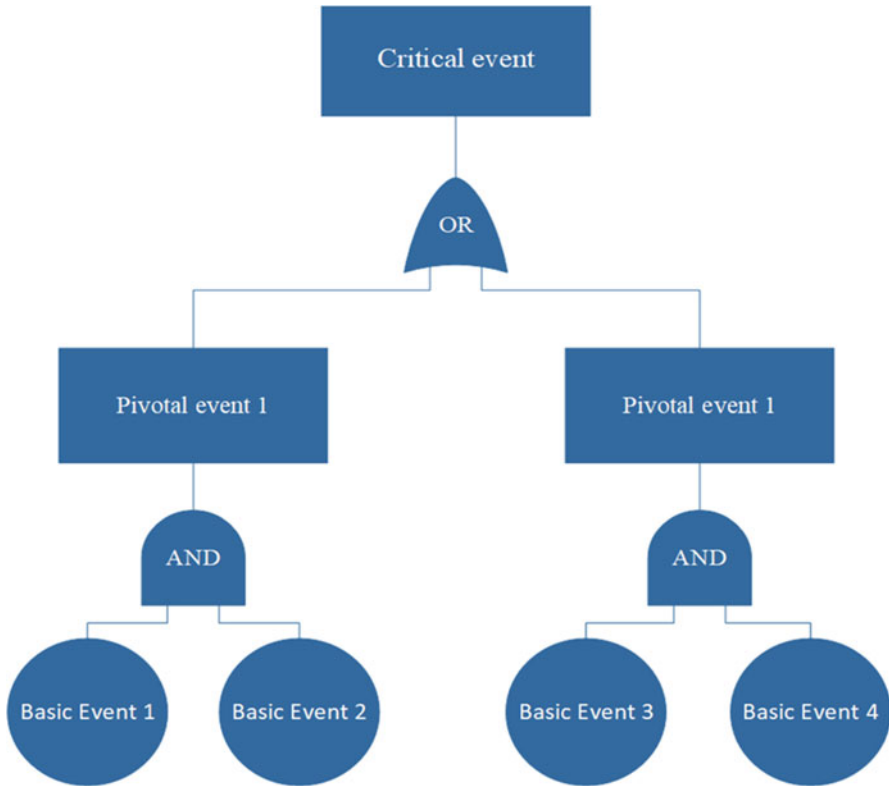 Critical event
OR
Pivotal event 1
Pivotal event 1
AND
AND
Basic Event 1
Basic Event 2
Basic Event 3
Basic Event 4